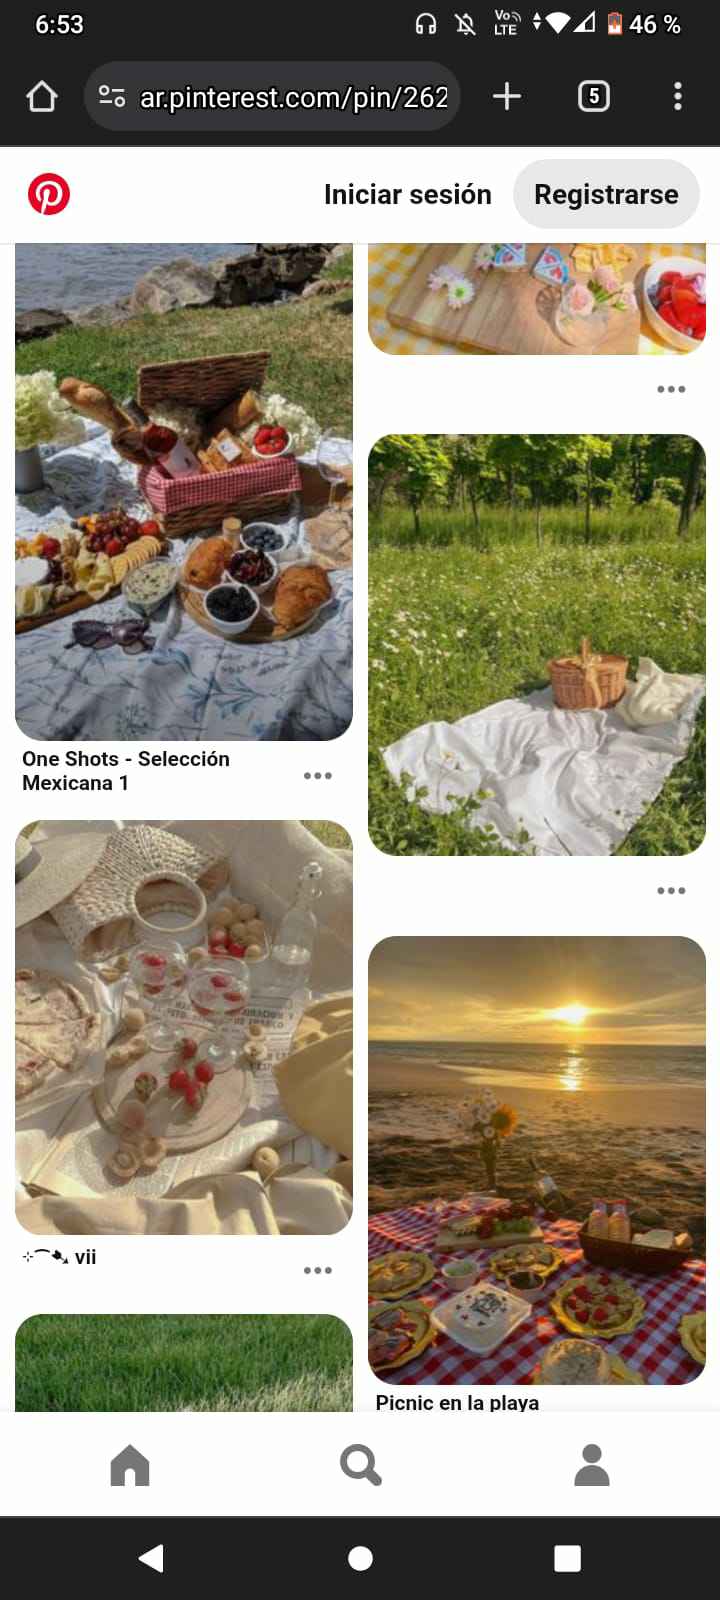 6:53
Vo
LTE
46 %
ar.pinterest.com/pin/262
5
Iniciar sesión
Registrarse
One Shots - Selección
Mexicana 1
vii
Picnic en la playa